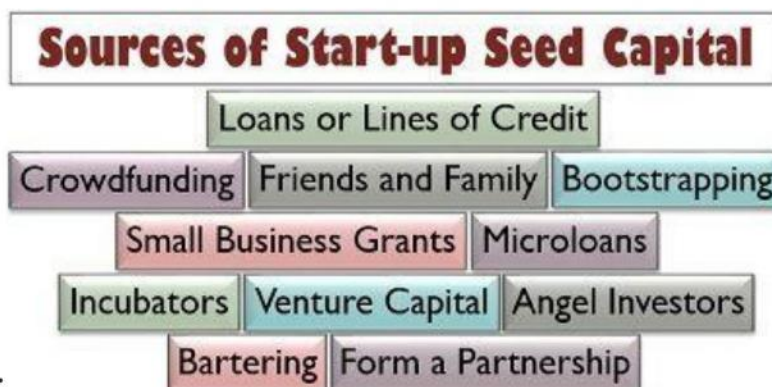 Sources of Start-up Seed Capital
Loans or Lines of Credit
Crowdfunding Friends and Family Bootstrapping
Small Business Grants Microloans
Incubators Venture Capital Angel Investors
Bartering Form a Partnership